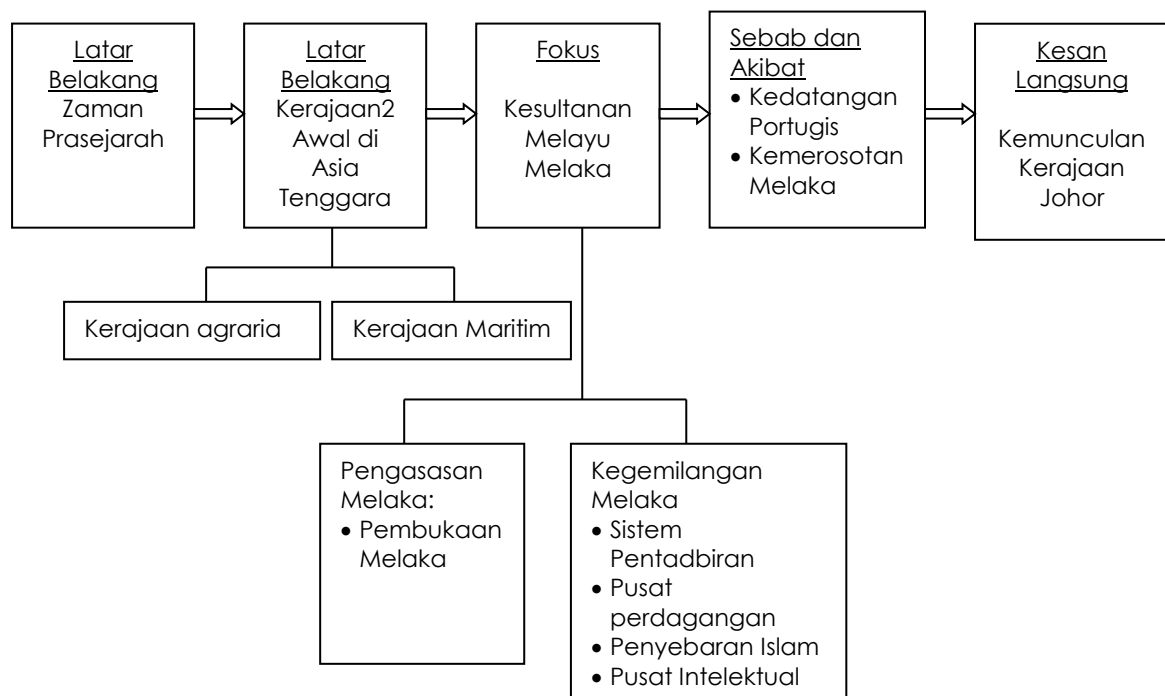 Latar
Belakang
Zaman
Prasejarah
Latar
Belakang
Kerajaan2
Awal di
Asia
Tenggara
Fokus
Kesultanan
Melayu
Melaka
Sebab dan
Akibat
• Kedatangan
Portugis
• Kemerosotan
Melaka
Kesan
Langsung
Kemunculan
Kerajaan
Johor
Kerajaan agraria
Kerajaan Maritim
Pengasasan
Melaka:
• Pembukaan
Melaka
Kegemilangan
Melaka
• Sistem
Pentadbiran
• Pusat
perdagangan
• Penyebaran Islam
• Pusat Intelektual